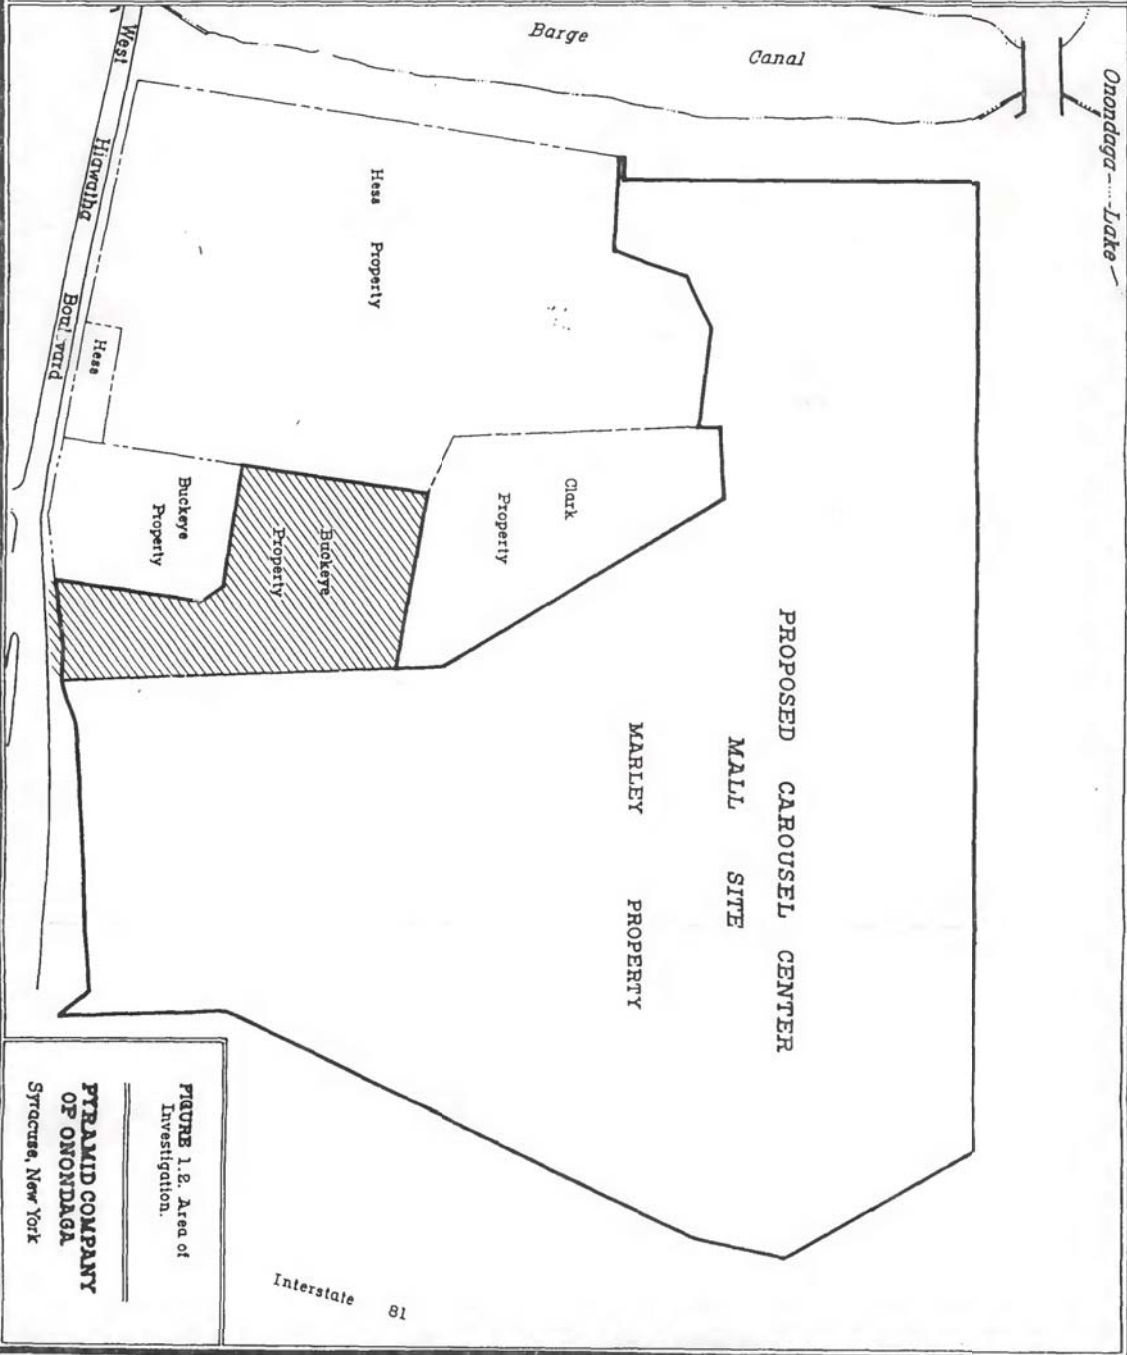 Onondaga Lake
Barge Canal
West Hiawatha Boulevard
Hess Property
Hess
Clark
Property
Buckeye
Property
Buckeye
Property
PROPOSED CAROUSEL CENTER
MALL SITE
MARLEY PROPERTY
Interstate 81
FIGURE 1.2. Area of
Investigation.
PYRAMID COMPANY
OF ONONDAGA
Syracuse, New York